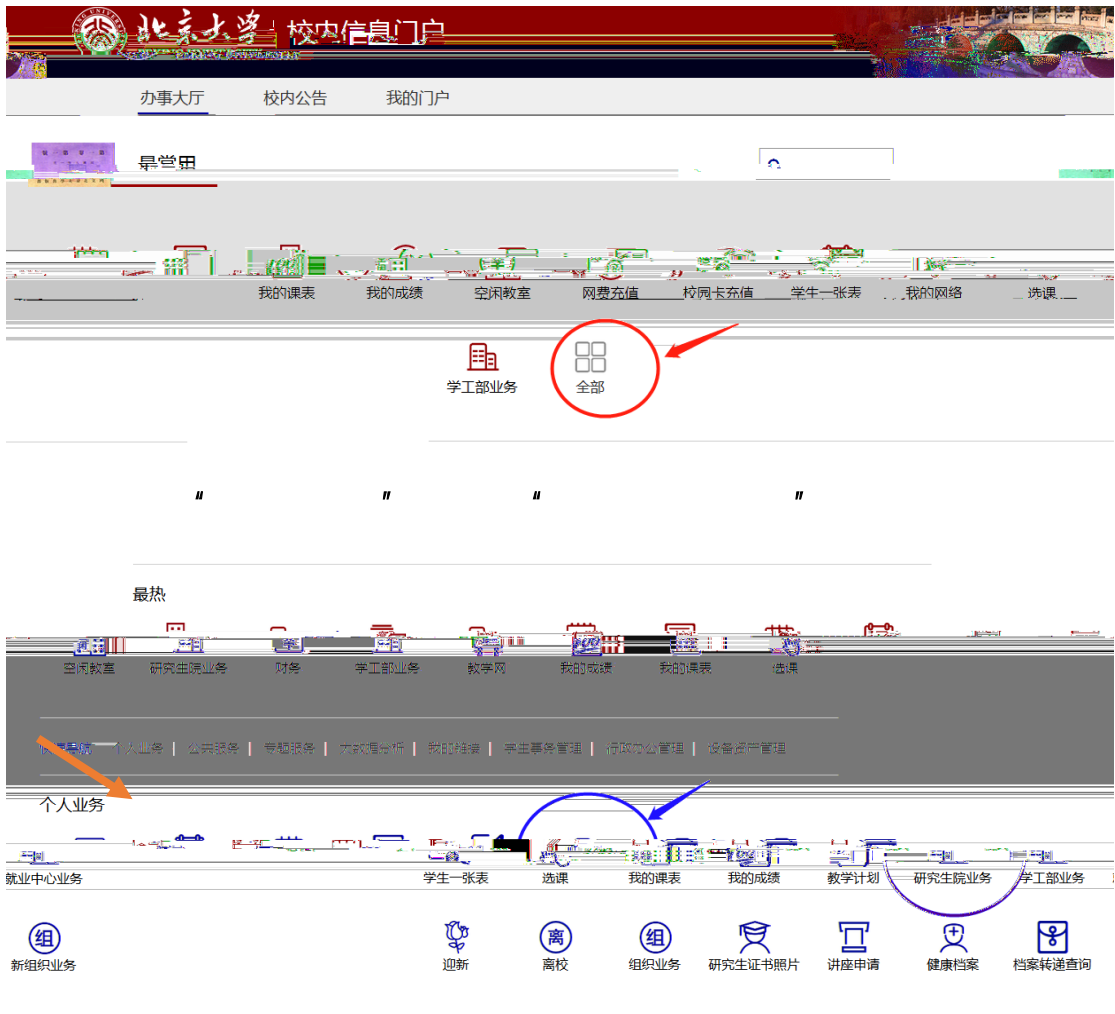 北京大学 校内信息门户
办事大厅 校内公告 我的门户
最常用
我的课表 我的成绩 空闲教室 网费充值 校园卡充值 学生一张表 我的网络 选课
学工部业务 全部
" " " "
最热
空闲教室 研究生院业务 财务 学工部业务 教学网 我的成绩 我的课表 选课
个人业务 | 公共服务 | 专题服务 | 大数据分析 | 我的链接 | 学生事务管理 | 行政办公管理 | 设备资产管理
个人业务
就业中心业务 学生一张表 选课 我的课表 我的成绩 教学计划 研究生院业务 学工部业务
组 离 组
新组织业务 迎新 离校 组织业务 研究生证书照片 讲座申请 健康档案 档案转递查询